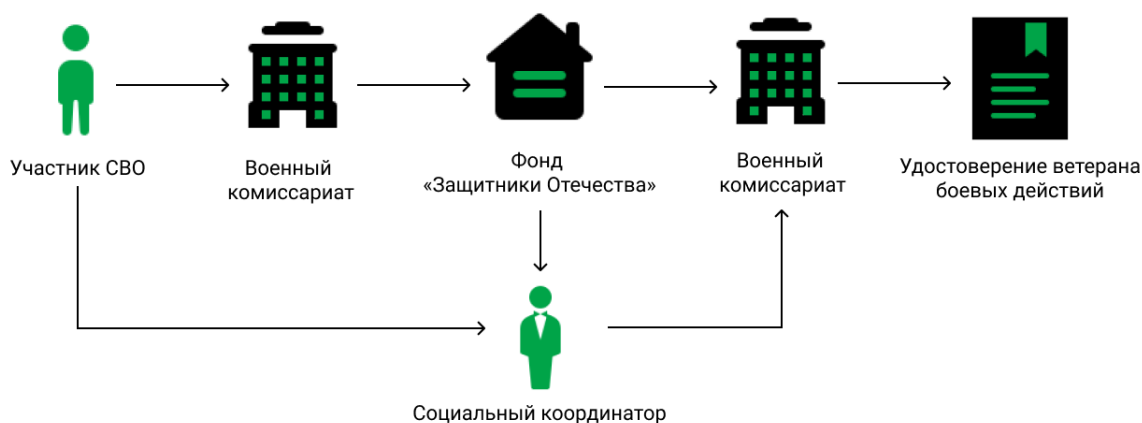 Участник СВО
Военный
комиссариат
Фонд
«Защитники Отечества»
Военный
комиссариат
Удостоверение ветерана
боевых действий
Социальный координатор